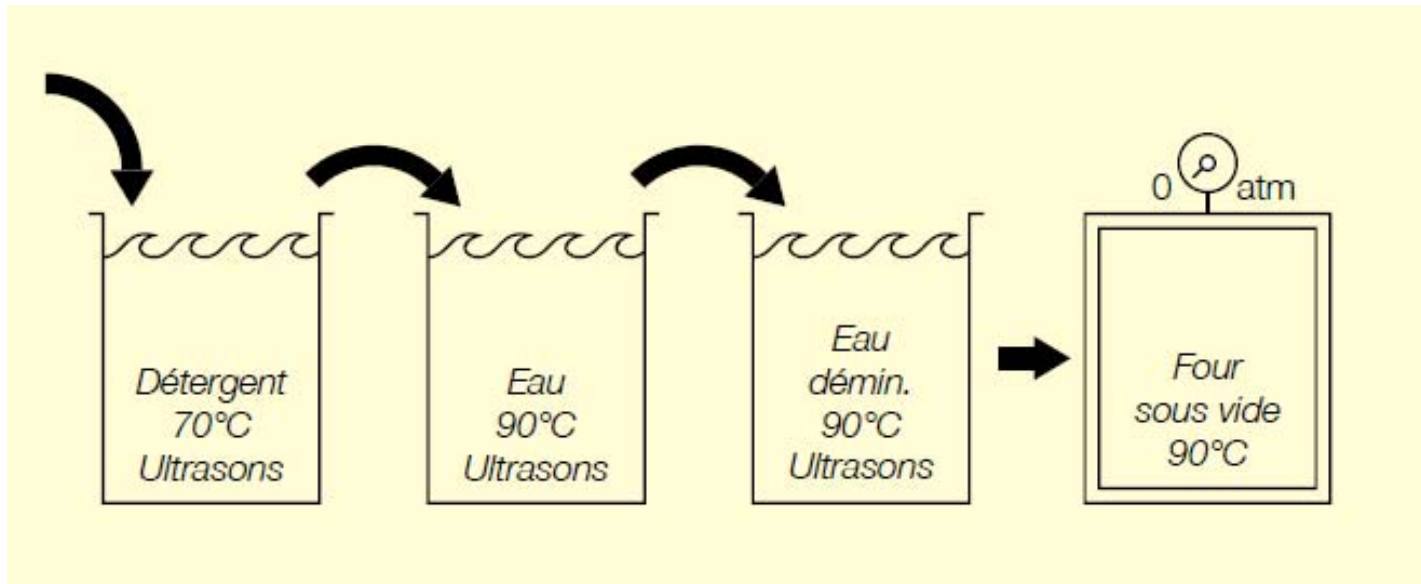 0 atm
Détergent
70°C
Ultrasons
Eau
90°C
Ultrasons
Eau
démin.
90°C
Ultrasons
Four
sous vide
90°C